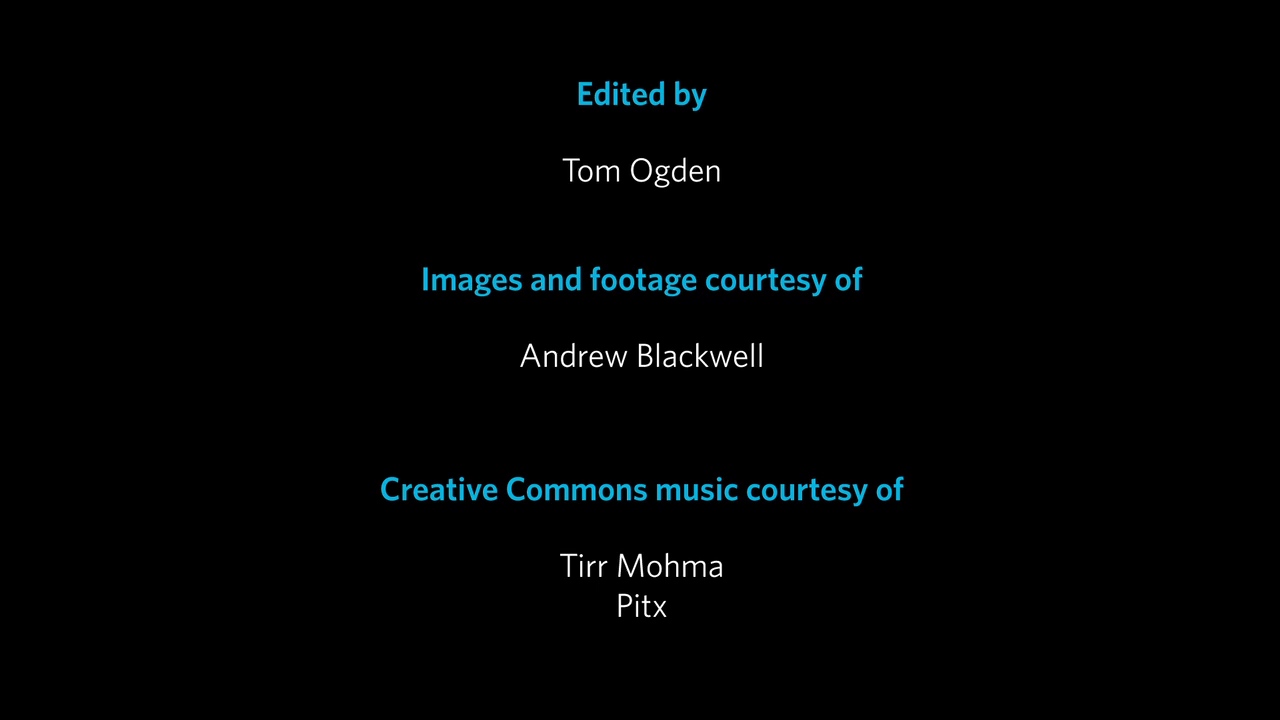 Edited by
Tom Ogden
Images and footage courtesy of
Andrew Blackwell
Creative Commons music courtesy of
Tirr Mohma
Pitx